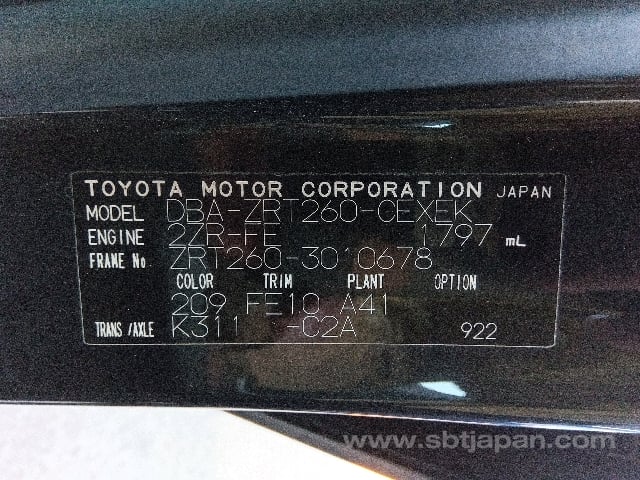 TOYOTA MOTOR CORPORATION JAPAN
MODEL DBA-ZRT260-CEXEK
ENGINE 2ZR-FE 1797 mL
FRAME No ZRT260-3010678
COLOR TRIM PLANT OPTION
209 FE10 A41
TRANS/AXLE K311 -C2A 922
www.sbtjapan.com